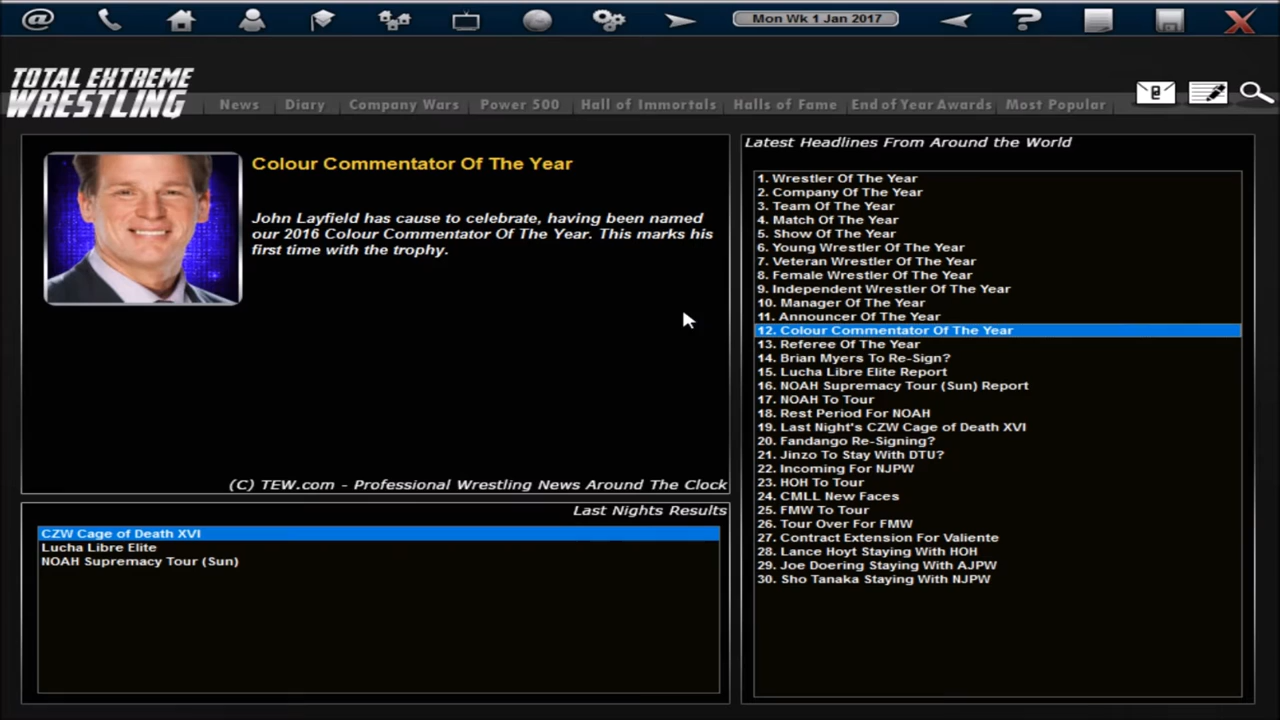 Mon Wk 1 Jan 2017
TOTAL EXTREME
WRESTLING
News
Diary
Company Wars
Power 500
Hall of Immortals
Halls of Fame
End of Year Awards
Most Popular
Colour Commentator Of The Year
John Layfield has cause to celebrate, having been named
our 2016 Colour Commentator Of The Year. This marks his
first time with the trophy.
(C) TEW.com - Professional Wrestling News Around The Clock
Last Nights Results
CZW Cage of Death XVI
Lucha Libre Elite
NOAH Supremacy Tour (Sun)
Latest Headlines From Around the World
1. Wrestler Of The Year
2. Company Of The Year
3. Team Of The Year
4. Match Of The Year
5. Show Of The Year
6. Young Wrestler Of The Year
7. Veteran Wrestler Of The Year
8. Female Wrestler Of The Year
9. Independent Wrestler Of The Year
10. Manager Of The Year
11. Announcer Of The Year
12. Colour Commentator Of The Year
13. Referee Of The Year
14. Brian Myers To Re-Sign?
15. Lucha Libre Elite Report
16. NOAH Supremacy Tour (Sun) Report
17. NOAH To Tour
18. Rest Period For NOAH
19. Last Night's CZW Cage of Death XVI
20. Fandango Re-Signing?
21. Jinzo To Stay With DTU?
22. Incoming For NJPW
23. HOH To Tour
24. CMLL New Faces
25. FMW To Tour
26. Tour Over For FMW
27. Contract Extension For Valiente
28. Lance Hoyt Staying With HOH
29. Joe Doering Staying With AJPW
30. Sho Tanaka Staying With NJPW